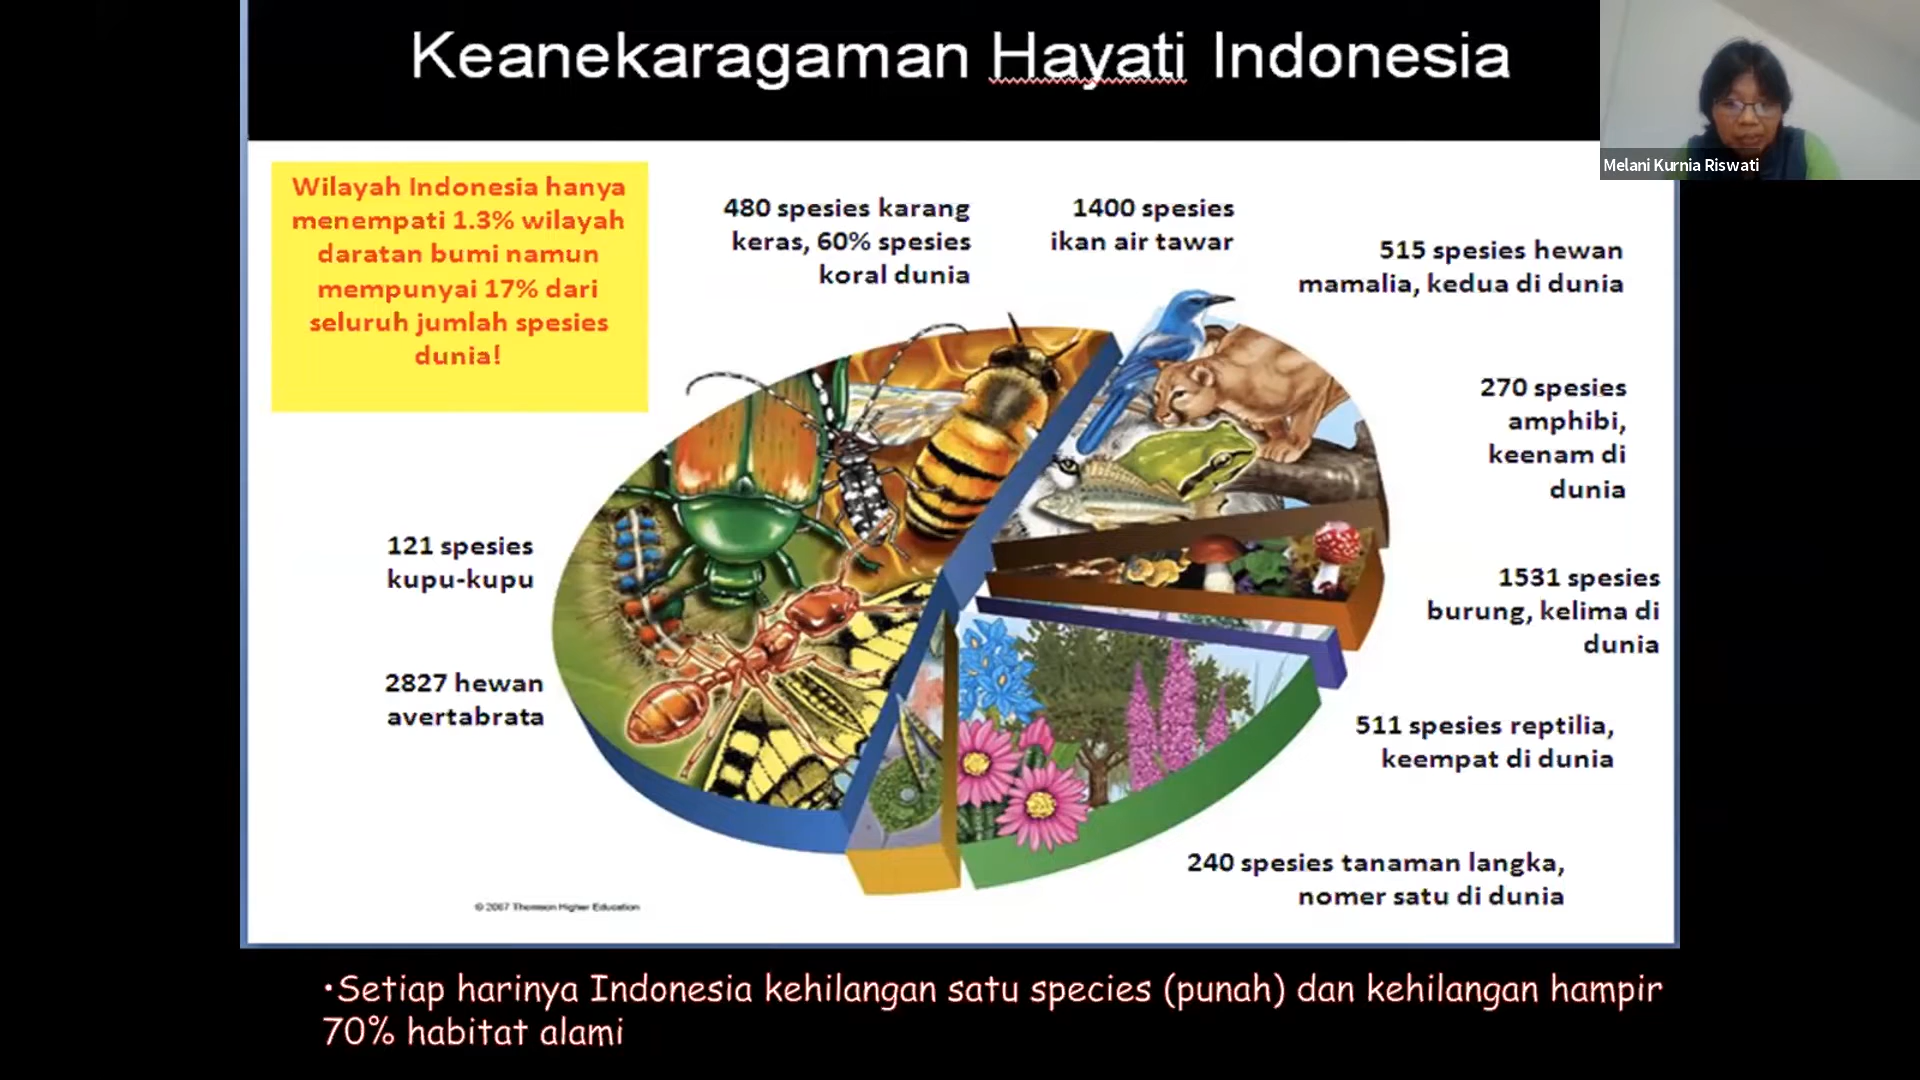 Keanekaragaman Hayati Indonesia
Melani Kurnia Riswati
Wilayah Indonesia hanya
menempati 1.3% wilayah
daratan bumi namun
mempunyai 17% dari
seluruh jumlah spesies
dunia!
480 spesies karang
keras, 60% spesies
koral dunia
1400 spesies
ikan air tawar
515 spesies hewan
mamalia, kedua di dunia
270 spesies
amphibi,
keenam di
dunia
121 spesies
kupu-kupu
1531 spesies
burung, kelima di
dunia
2827 hewan
avertabrata
511 spesies reptilia,
keempat di dunia
240 spesies tanaman langka,
nomer satu di dunia
© 2007 Thomson Higher Education
•Setiap harinya Indonesia kehilangan satu species (punah) dan kehilangan hampir
70% habitat alami